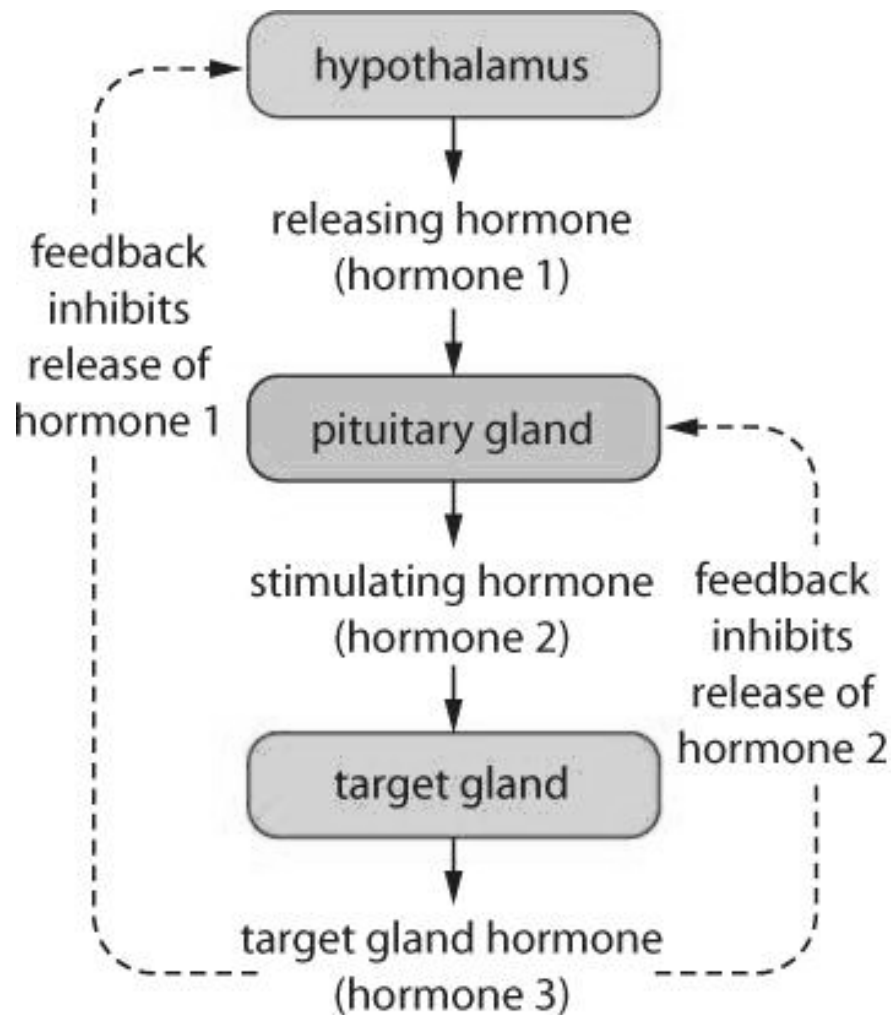 hypothalamus
releasing hormone
(hormone 1)
feedback
inhibits
release of
hormone 1
pituitary gland
stimulating hormone
(hormone 2)
feedback
inhibits
release of
hormone 2
target gland
target gland hormone
(hormone 3)